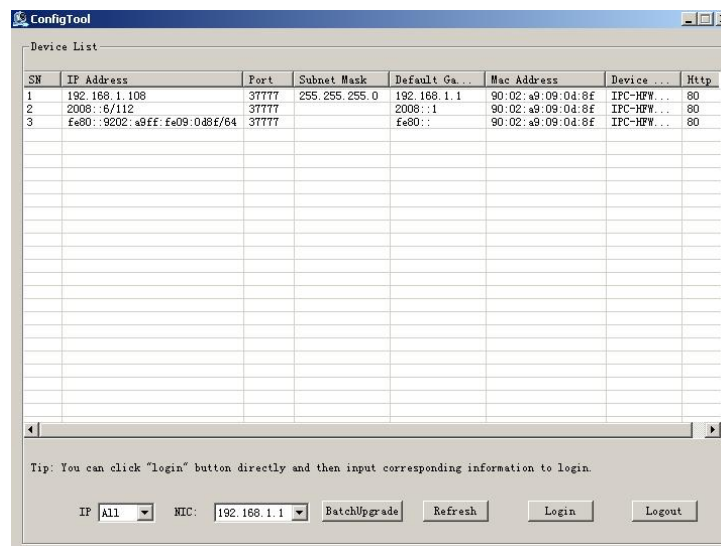 ConfigTool
Device List
SN IP Address Port Subnet Mask Default Ga... Mac Address Device ... Http
1 192.168.1.108 37777 255.255.255.0 192.168.1.1 90:02:a9:09:0d:8f IPC-HFW... 80
2 2008::6/112 37777 2008::1 90:02:a9:09:0d:8f IPC-HFW... 80
3 fe80::9202:a9ff:fe09:0d8f/64 37777 fe80:: 90:02:a9:09:0d:8f IPC-HFW... 80
Tip: You can click "login" button directly and then input corresponding information to login.
IP All NIC: 192.168.1.1 BatchUpgrade Refresh Login Logout